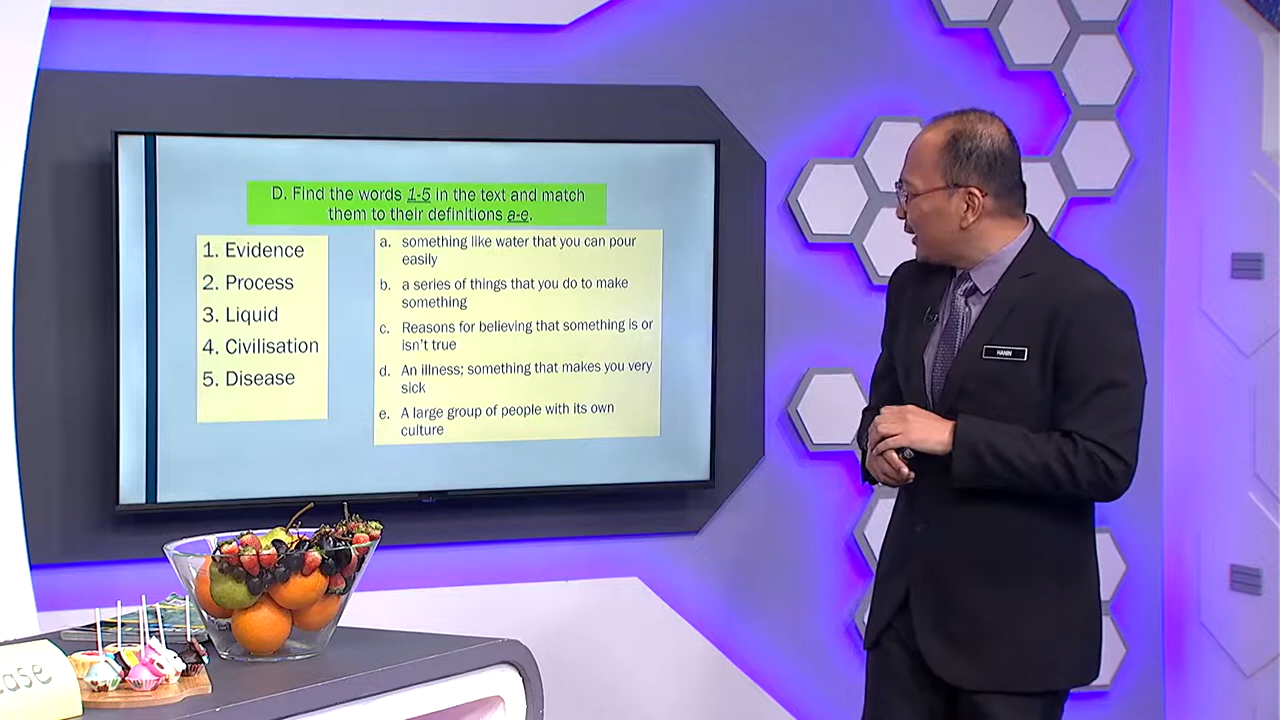 D. Find the words 1-5 in the text and match
them to their definitions a-e.
1. Evidence
2. Process
3. Liquid
4. Civilisation
5. Disease
a. something like water that you can pour
easily
b. a series of things that you do to make
something
c. Reasons for believing that something is or
isn't true
d. An illness; something that makes you very
sick
e. A large group of people with its own
culture
HANIN